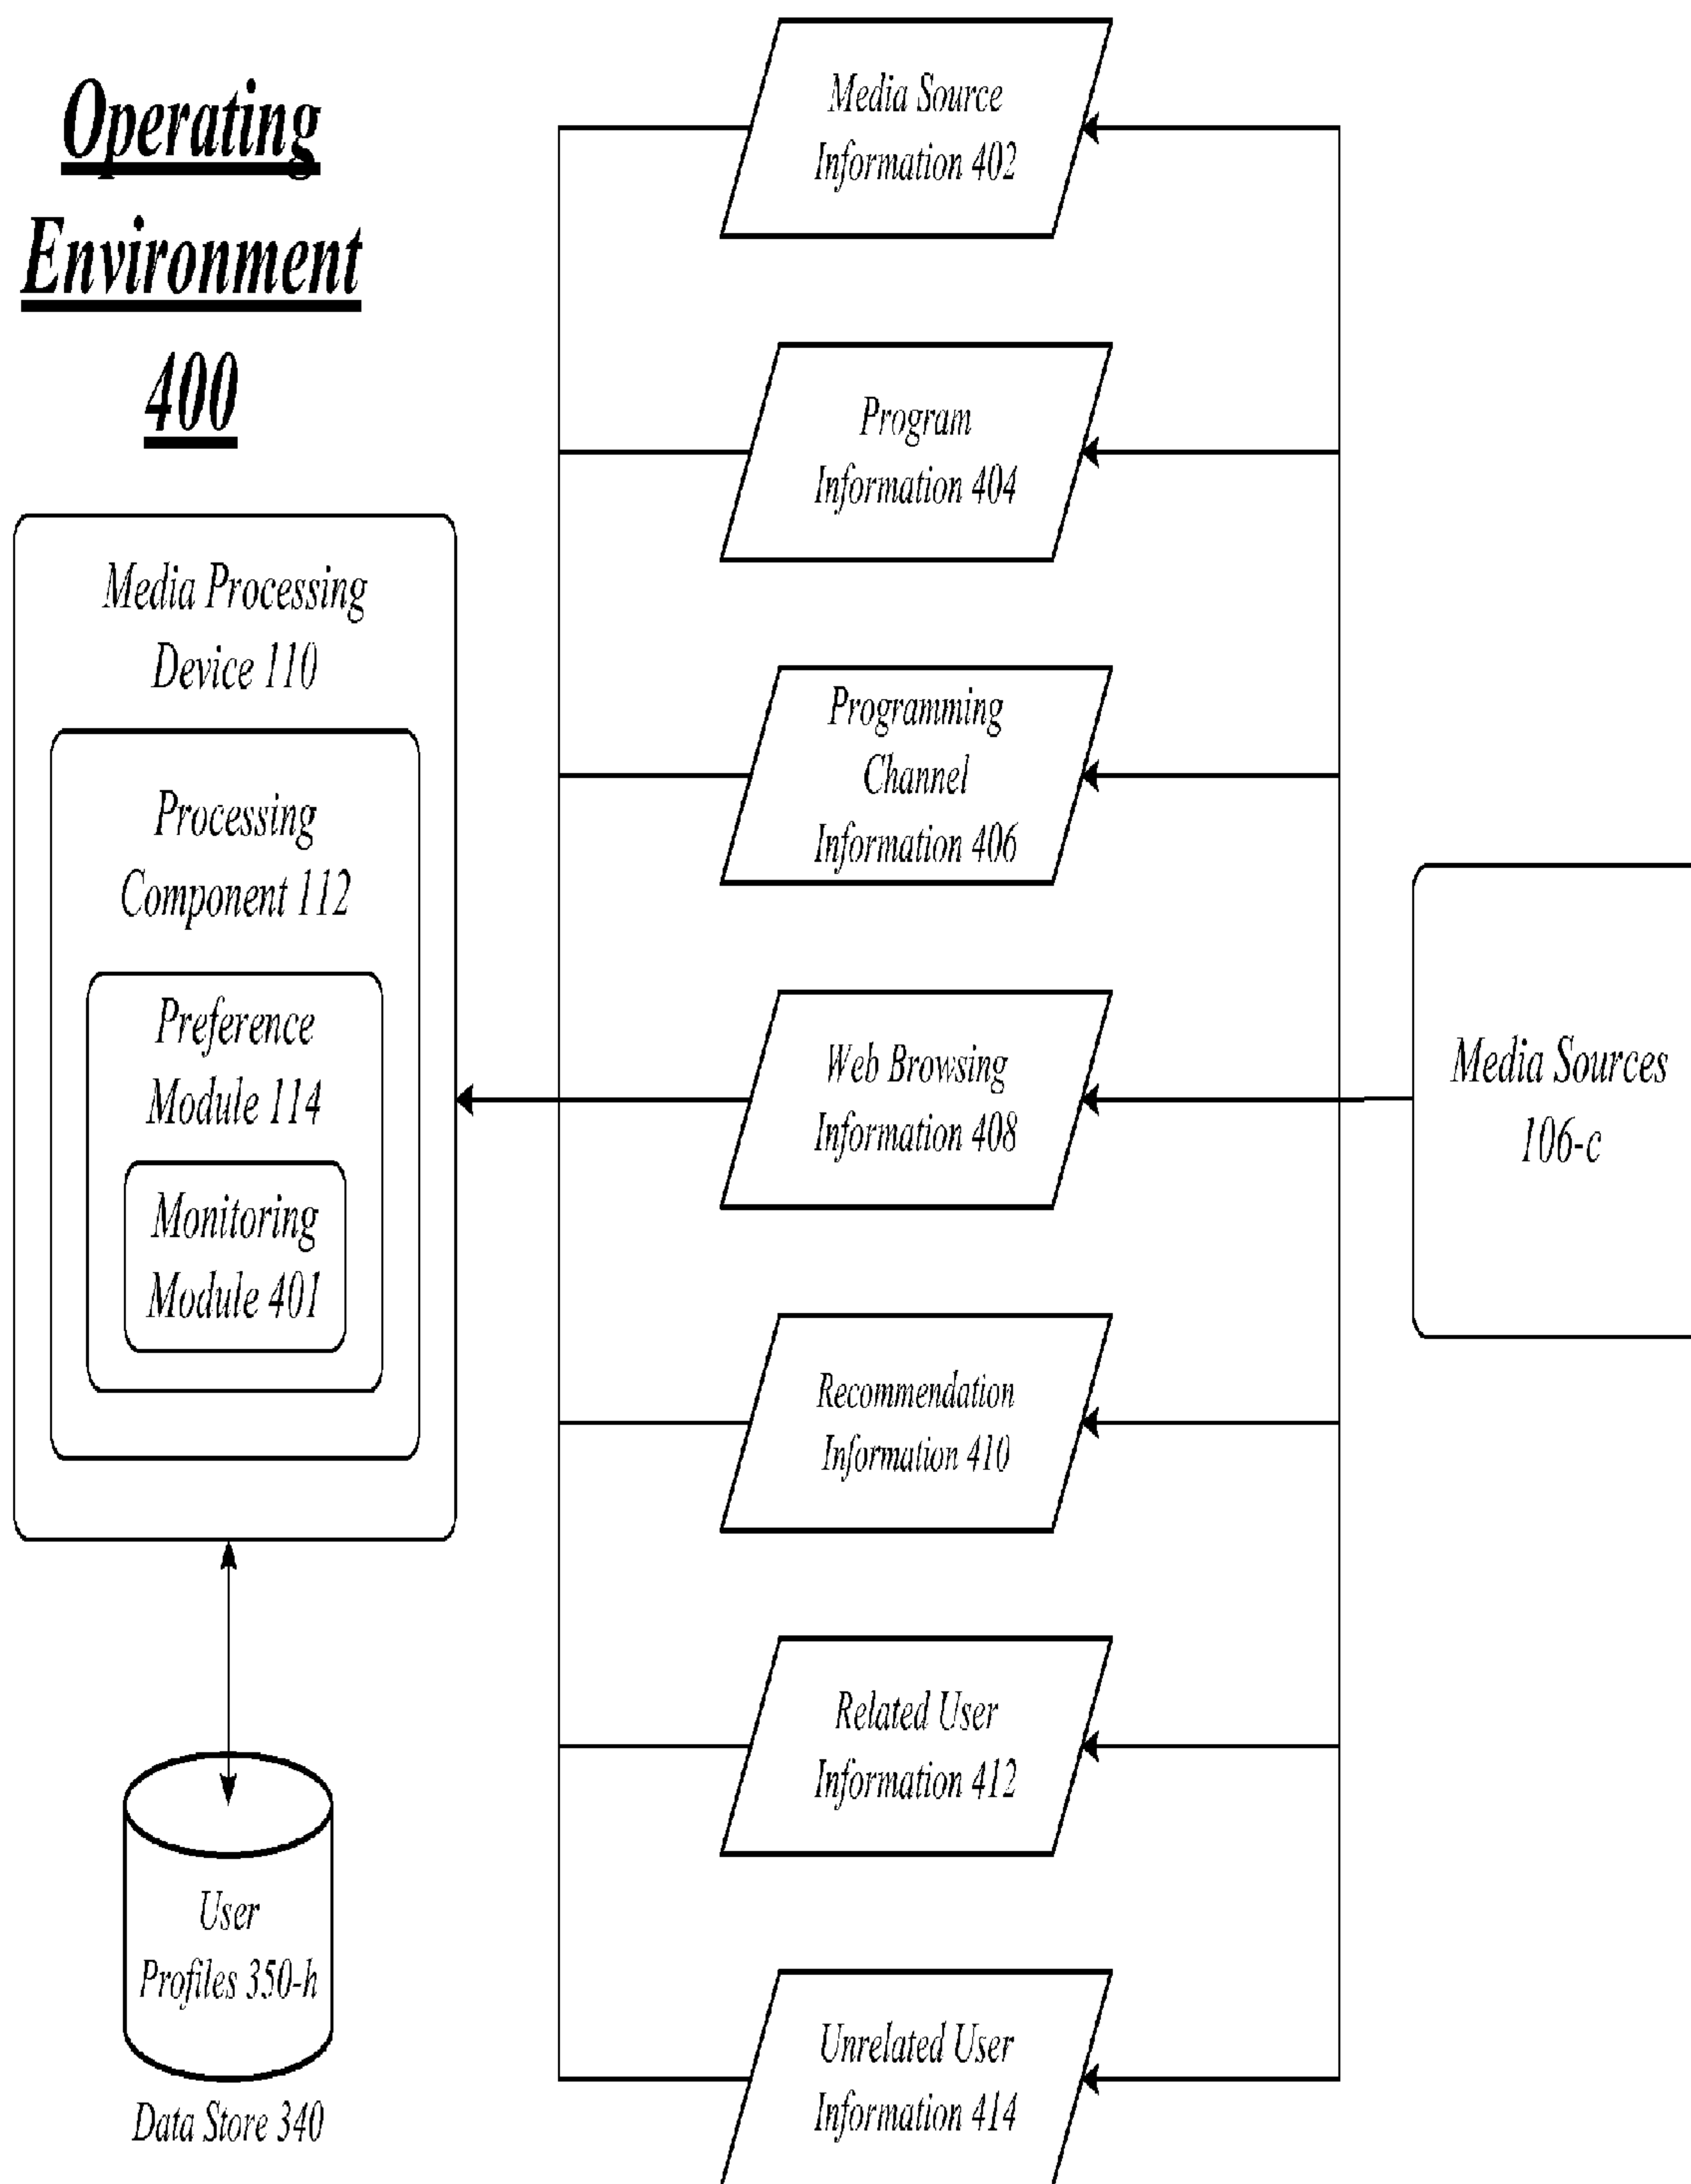 Operating
Environment
400
Media Processing
Device 110
Processing
Component 112
Preference
Module 114
Monitoring
Module 401
User
Profiles 350-h
Data Store 340
Media Source
Information 402
Program
Information 404
Programming
Channel
Information 406
Web Browsing
Information 408
Recommendation
Information 410
Related User
Information 412
Unrelated User
Information 414
Media Sources
106-c